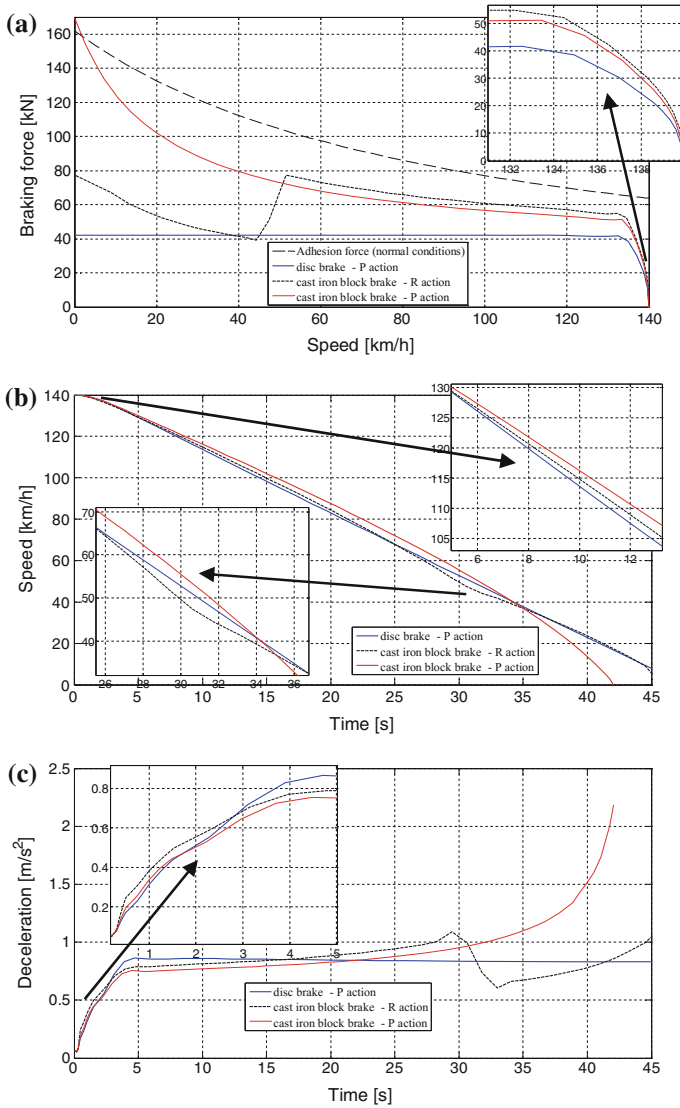 (a)
Braking force [kN]
160
140
120
100
80
60
40
20
0
0 20 40 60 80 100 120 140
Speed [km/h]
50
40
30
20
10
0
132 134 136 138
Adhesion force (normal conditions)
disc brake - P action
cast iron block brake - R action
cast iron block brake - P action
(b)
Speed [km/h]
140
120
100
80
60
40
20
0
0 5 10 15 20 25 30 35 40 45
Time [s]
130
125
120
115
110
105
6 8 10 12
70
60
50
40
26 28 30 32 34 36
disc brake - P action
cast iron block brake - R action
cast iron block brake - P action
(c)
Deceleration [m/s²]
2.5
2
1.5
1
0.5
0
0 5 10 15 20 25 30 35 40 45
Time [s]
0.8
0.6
0.4
0.2
1 2 3 4 5
disc brake - P action
cast iron block brake - R action
cast iron block brake - P action